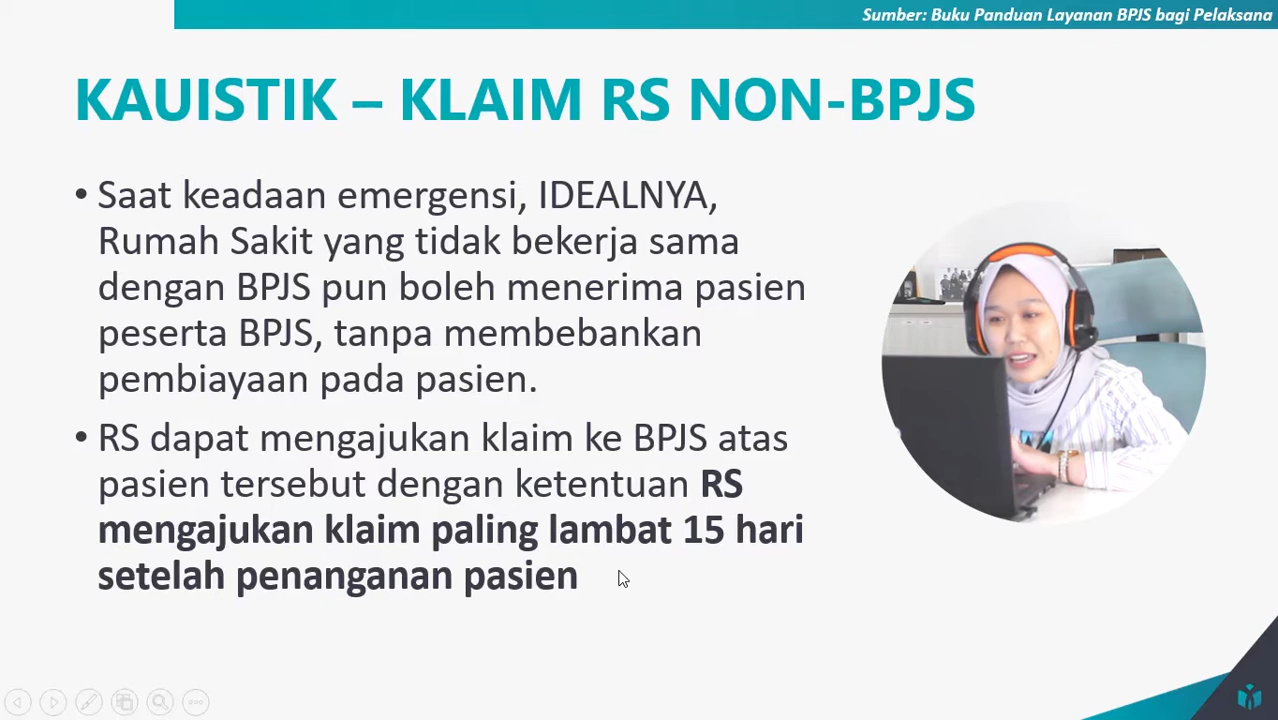 Sumber: Buku Panduan Layanan BPJS bagi Pelaksana
KAUISTIK – KLAIM RS NON-BPJS
• Saat keadaan emergensi, IDEALNYA,
Rumah Sakit yang tidak bekerja sama
dengan BPJS pun boleh menerima pasien
peserta BPJS, tanpa membebankan
pembiayaan pada pasien.
• RS dapat mengajukan klaim ke BPJS atas
pasien tersebut dengan ketentuan RS
mengajukan klaim paling lambat 15 hari
setelah penanganan pasien